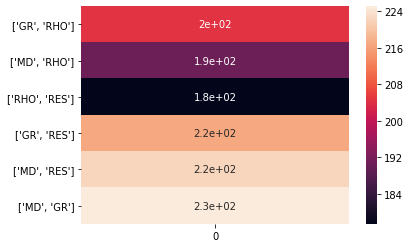 ['GR', 'RHO']
['MD', 'RHO']
['RHO', 'RES']
['GR', 'RES']
['MD', 'RES']
['MD', 'GR']
2e+02
1.9e+02
1.8e+02
2.2e+02
2.2e+02
2.3e+02
0
224
216
208
200
192
184